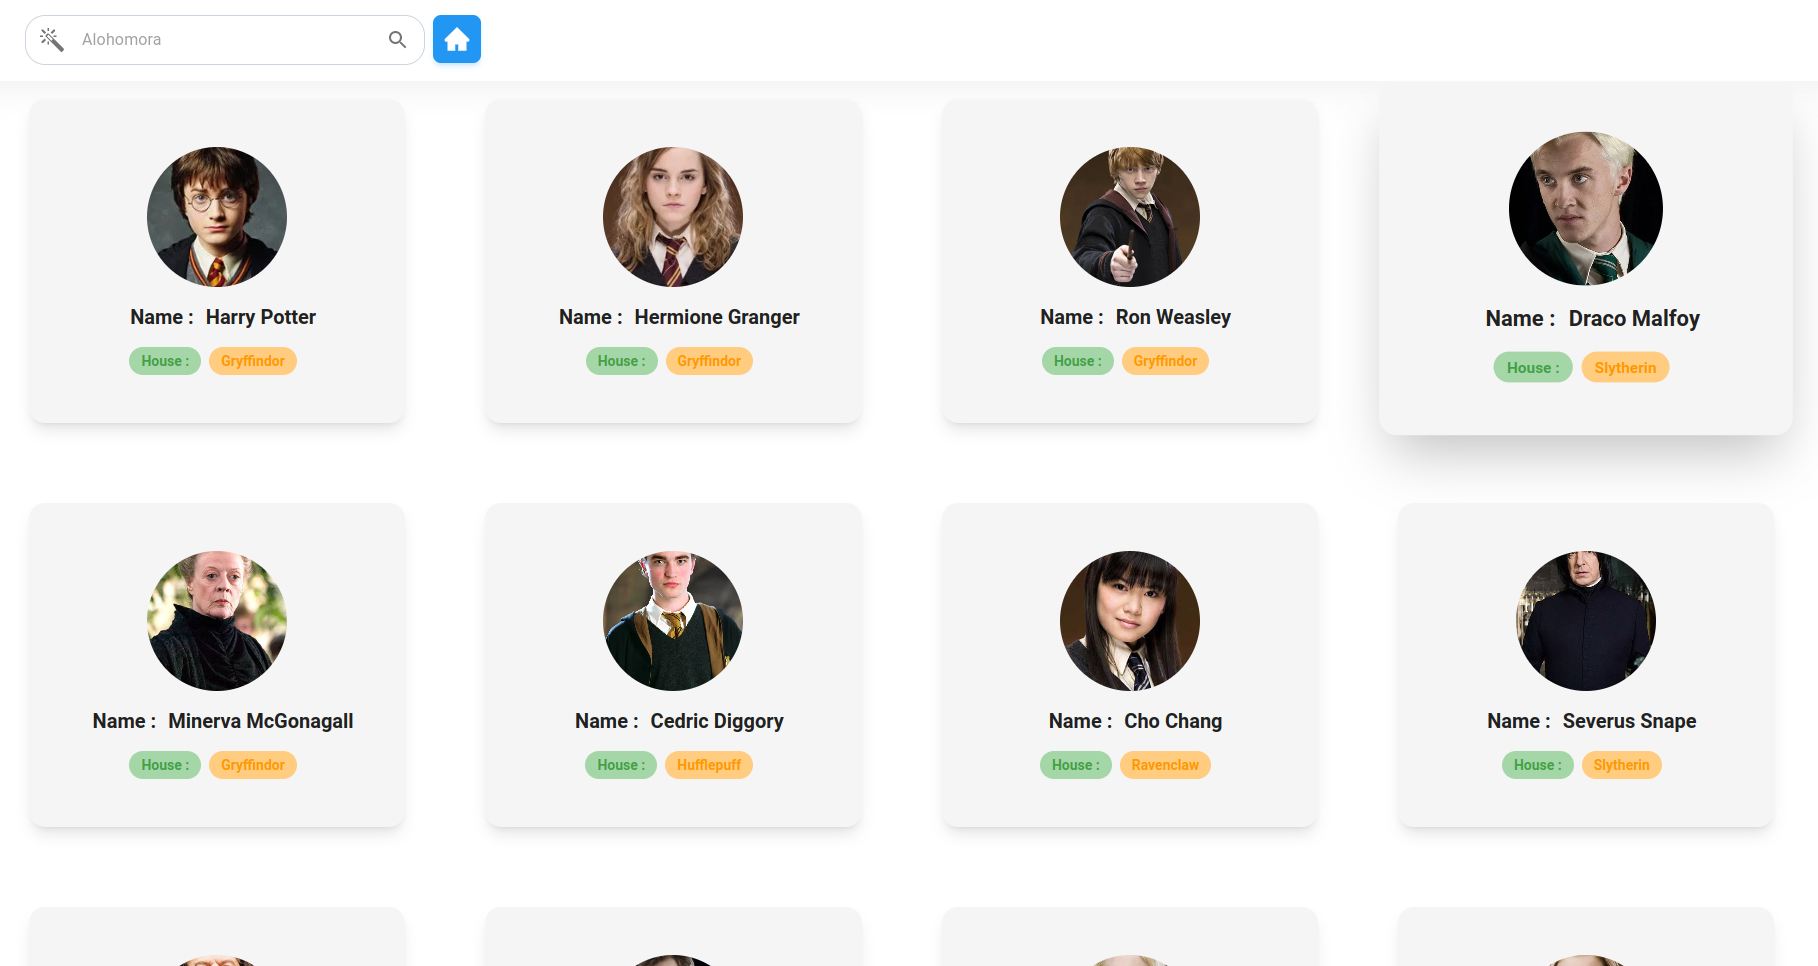 Alohomora
Name : Harry Potter
House : Gryffindor
Name : Hermione Granger
House : Gryffindor
Name : Ron Weasley
House : Gryffindor
Name : Draco Malfoy
House : Slytherin
Name : Minerva McGonagall
House : Gryffindor
Name : Cedric Diggory
House : Hufflepuff
Name : Cho Chang
House : Ravenclaw
Name : Severus Snape
House : Slytherin